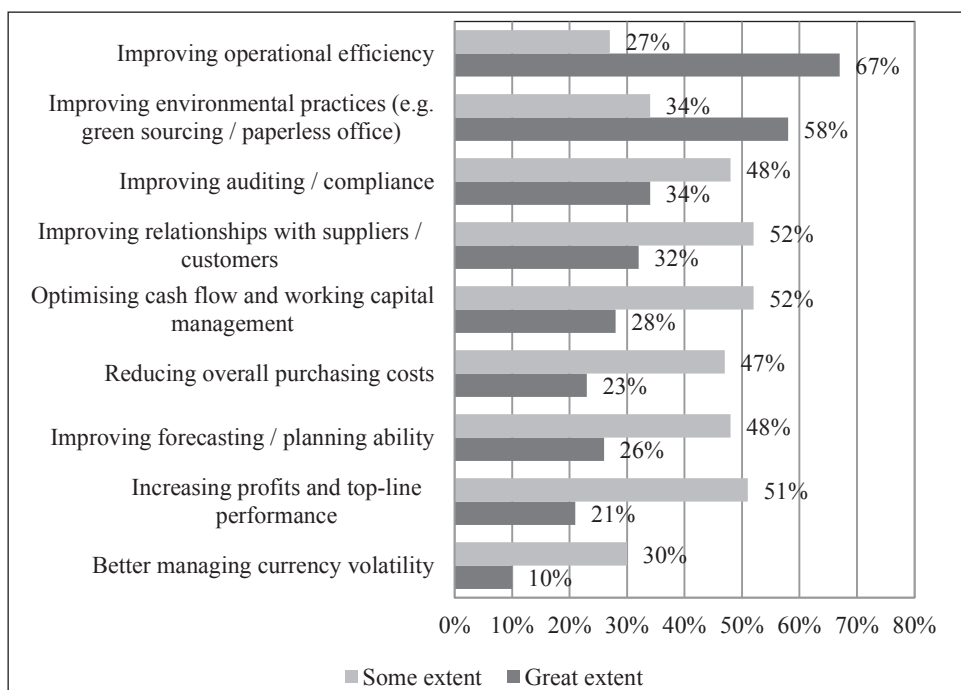 Improving operational efficiency
27%
67%
Improving environmental practices (e.g.
green sourcing / paperless office)
34%
58%
Improving auditing / compliance
48%
34%
Improving relationships with suppliers /
customers
52%
32%
Optimising cash flow and working capital
management
52%
28%
Reducing overall purchasing costs
47%
23%
Improving forecasting / planning ability
48%
26%
Increasing profits and top-line
performance
51%
21%
Better managing currency volatility
30%
10%
0% 10% 20% 30% 40% 50% 60% 70% 80%
Some extent Great extent